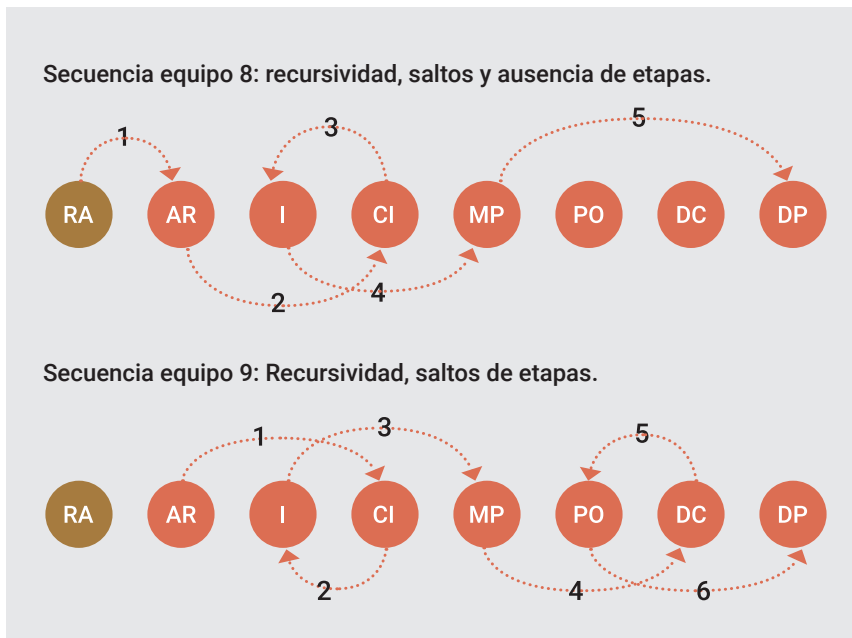 Secuencia equipo 8: recursividad, saltos y ausencia de etapas.
1 3 5
RA AR I CI MP PO DC DP
2 4
Secuencia equipo 9: Recursividad, saltos de etapas.
1 3 5
RA AR I CI MP PO DC DP
2 4 6